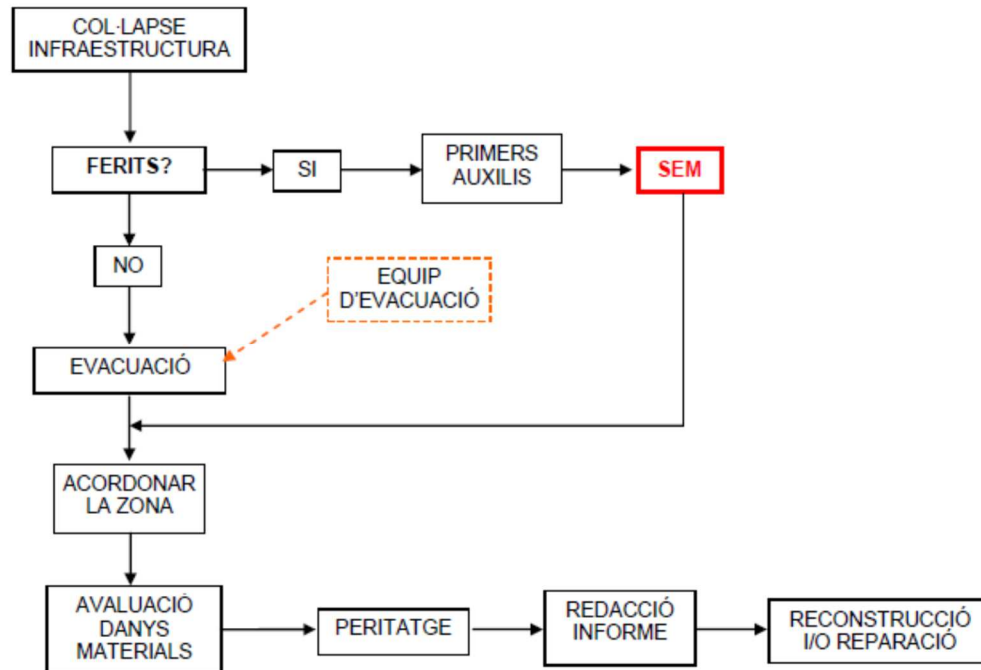 COL·LAPSE
INFRAESTRUCTURA
FERITS?
SI
PRIMERS
AUXILIS
SEM
NO
EQUIP
D'EVACUACIÓ
EVACUACIÓ
ACORDONAR
LA ZONA
AVALUACIÓ
DANYS
MATERIALS
PERITATGE
REDACCIÓ
INFORME
RECONSTRUCCIÓ
I/O REPARACIÓ